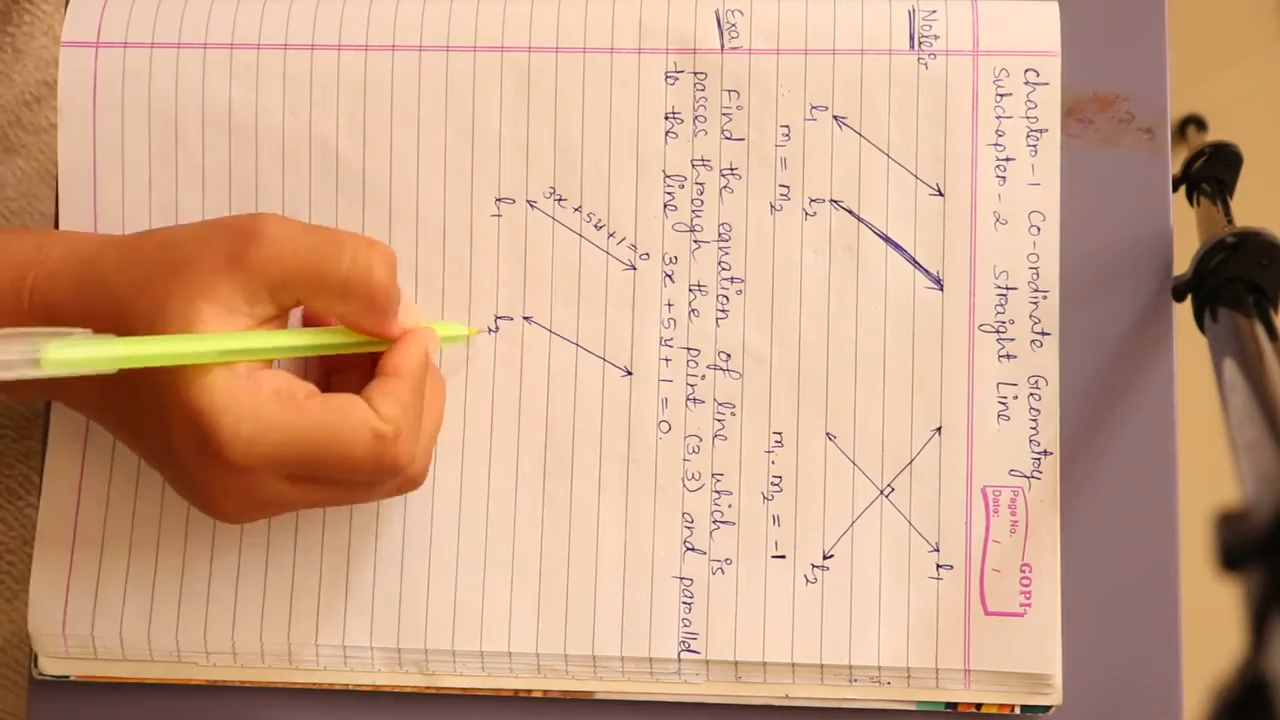 Chapter-1 Co-ordinate Geometry
Subchapter-2 Straight Line
GOPI
Page No.
Date: / /
Note:-
l1
l2
l1
l2
∴ m1 = m2
m1 . m2 = -1
Exa.1 Find the equation of line which is
passes through the point (3,3) and parallel
to the line 3x + 5y + 1 = 0.
3x + 5y + 1 = 0
l1
l2